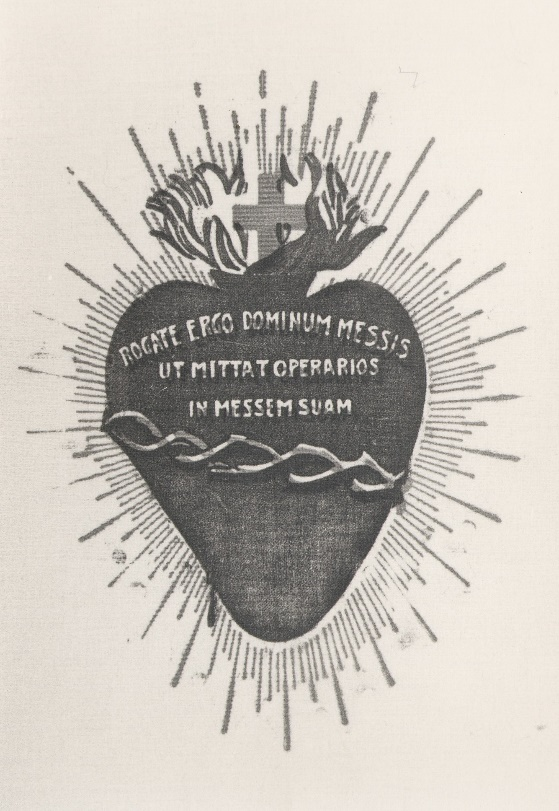 ROGATE ERGO DOMINUM MESSIS
UT MITTAT OPERARIOS
IN MESSEM SUAM